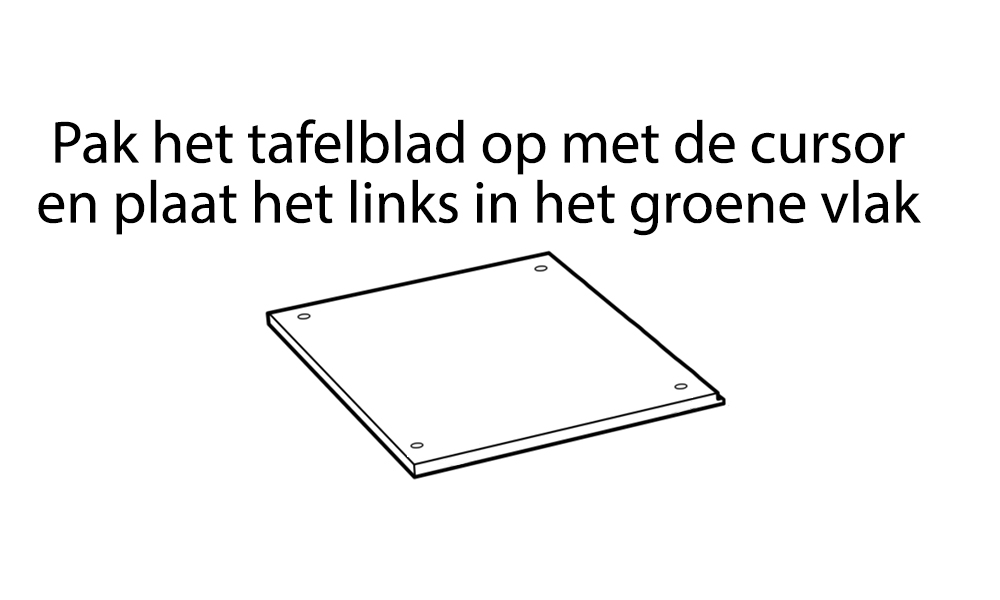 Pak het tafelblad op met de cursor
en plaat het links in het groene vlak